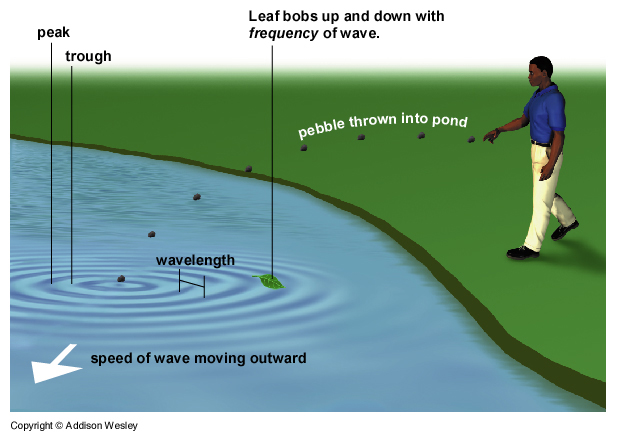 Leaf bobs up and down with
frequency of wave.
peak
trough
pebble thrown into pond
wavelength
speed of wave moving outward
Copyright © Addison Wesley